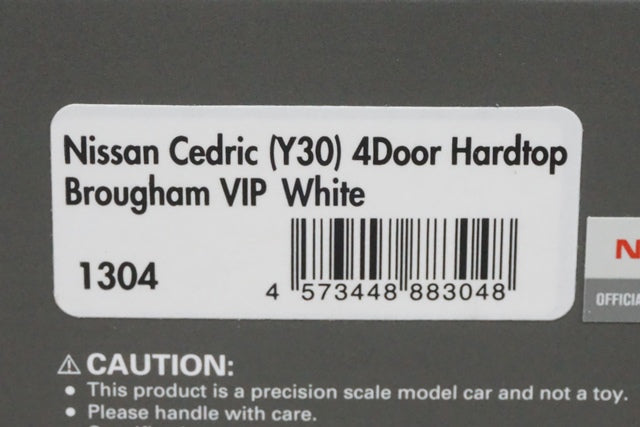 Nissan Cedric (Y30) 4Door Hardtop
Brougham VIP White
1304
4 573448 883048
⚠ CAUTION:
• This product is a precision scale model car and not a toy.
• Please handle with care.